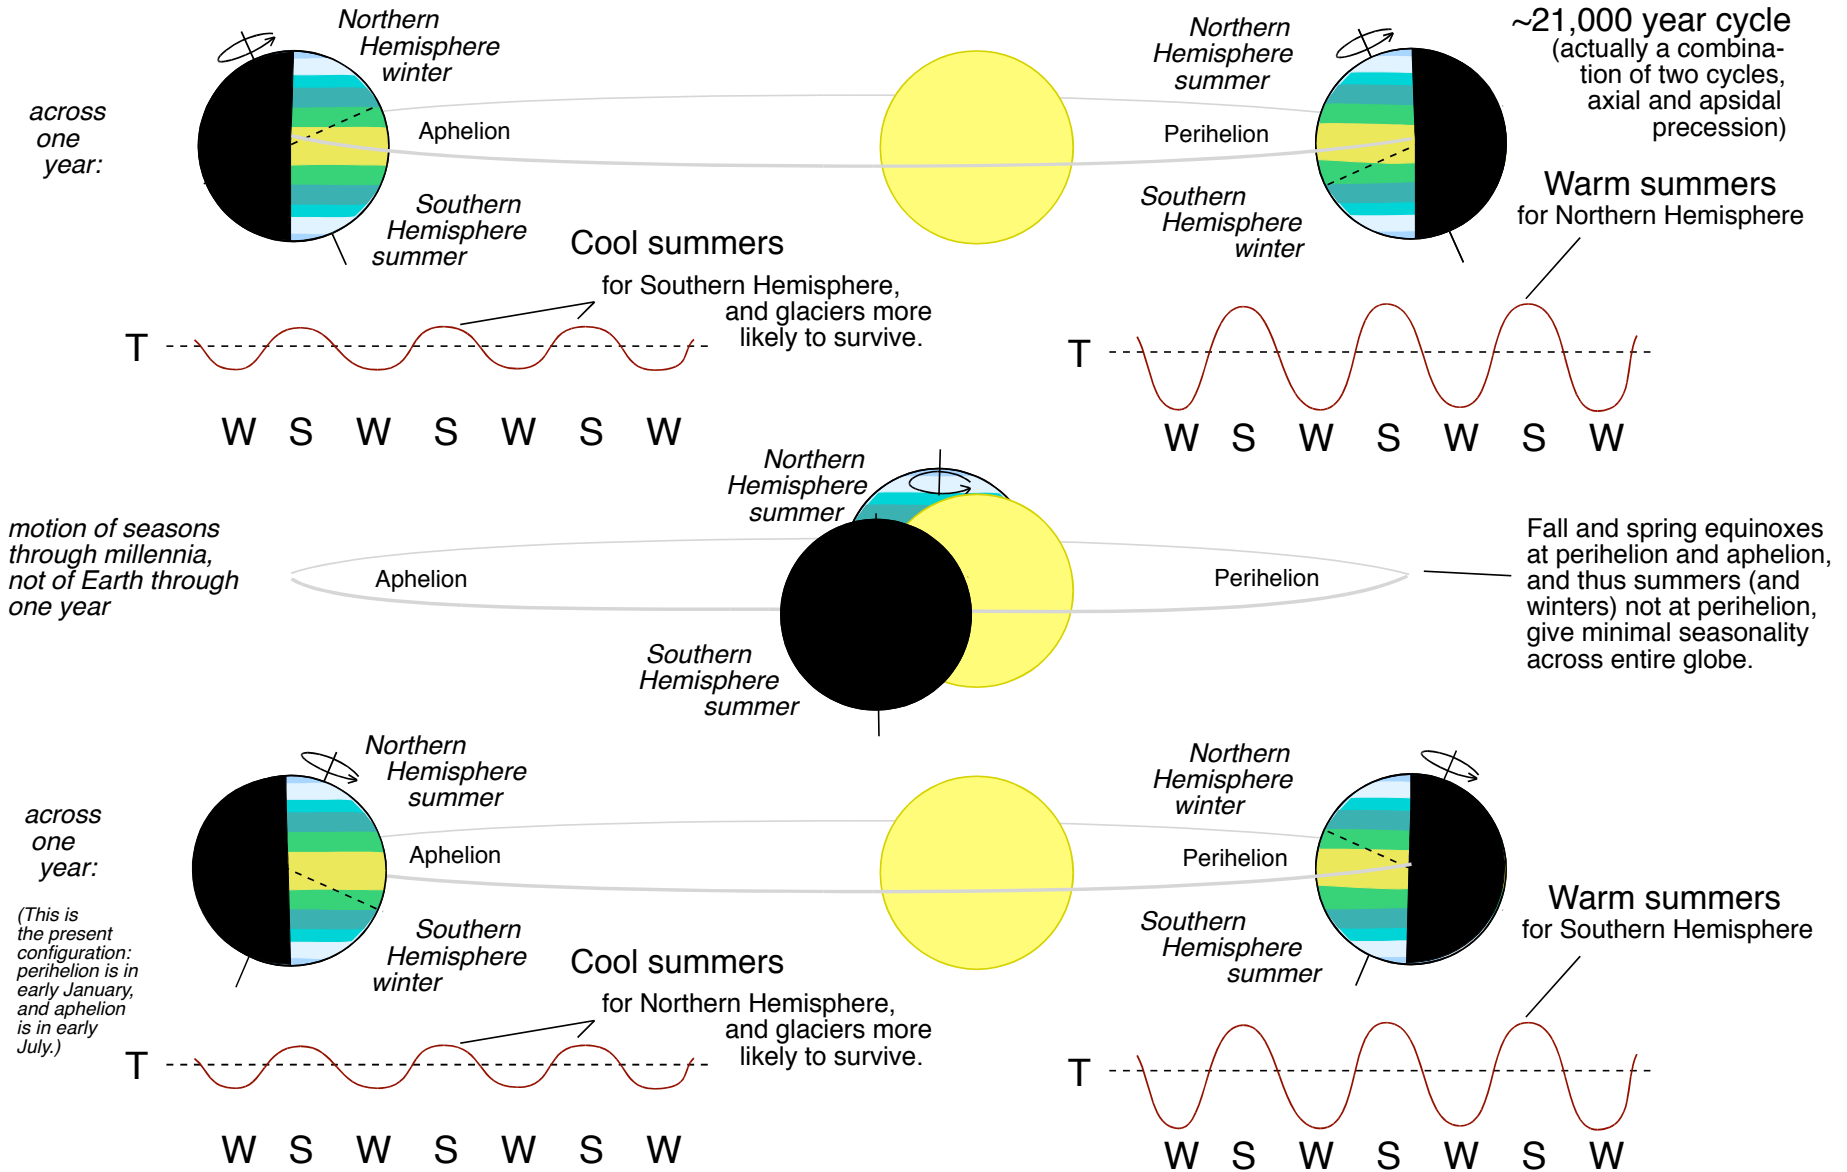 Northern
Hemisphere
winter
across
one
year:
Aphelion
Southern
Hemisphere
summer
Northern
Hemisphere
summer
Perihelion
Southern
Hemisphere
winter
~21,000 year cycle
(actually a combina-
tion of two cycles,
axial and apsidal
precession)
Cool summers
for Southern Hemisphere,
and glaciers more
likely to survive.
T
W S W S W S W
Warm summers
for Northern Hemisphere
T
W S W S W S W
motion of seasons
through millennia,
not of Earth through
one year
Aphelion
Northern
Hemisphere
summer
Southern
Hemisphere
summer
Perihelion
Fall and spring equinoxes
at perihelion and aphelion,
and thus summers (and
winters) not at perihelion,
give minimal seasonality
across entire globe.
across
one
year:
(This is
the present
configuration:
perihelion is in
early January,
and aphelion
is in early
July.)
Northern
Hemisphere
summer
Aphelion
Southern
Hemisphere
winter
Northern
Hemisphere
winter
Perihelion
Southern
Hemisphere
summer
Cool summers
for Northern Hemisphere,
and glaciers more
likely to survive.
T
W S W S W S W
Warm summers
for Southern Hemisphere
T
W S W S W S W